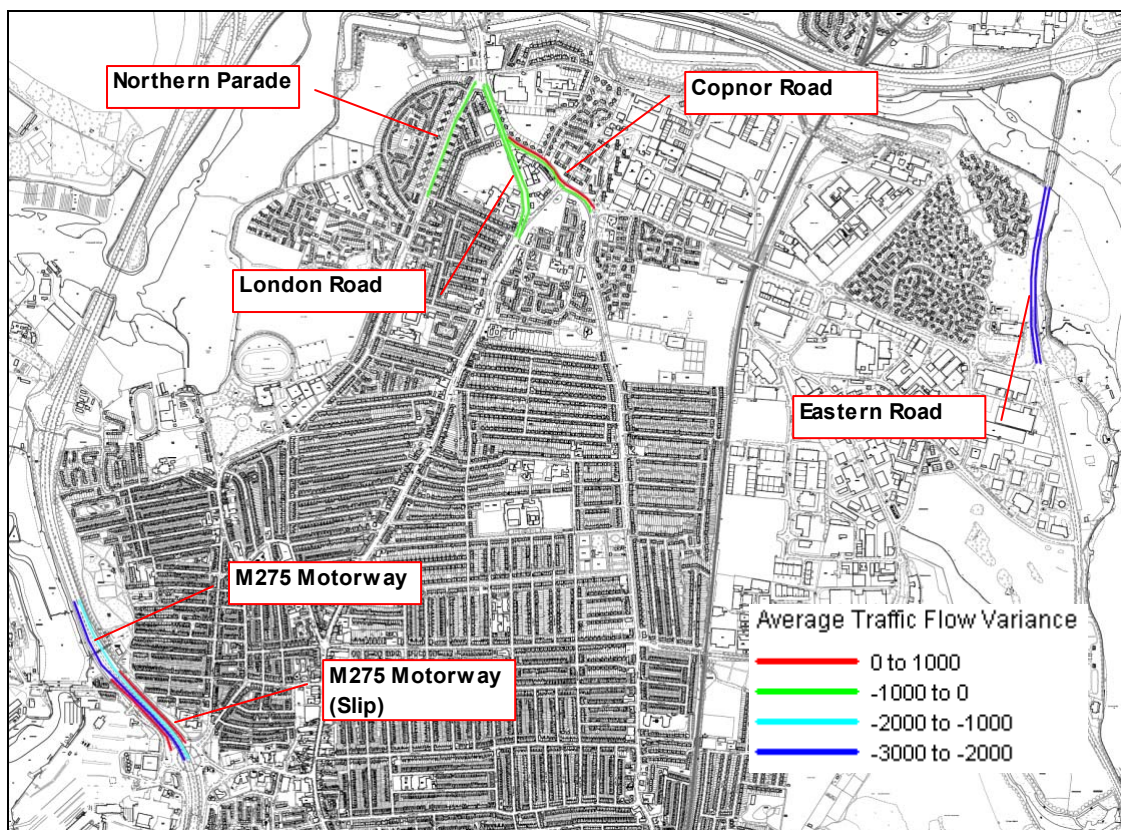 Northern Parade
Copnor Road
London Road
Eastern Road
M275 Motorway
M275 Motorway
(Slip)
Average Traffic Flow Variance
0 to 1000
-1000 to 0
-2000 to -1000
-3000 to -2000